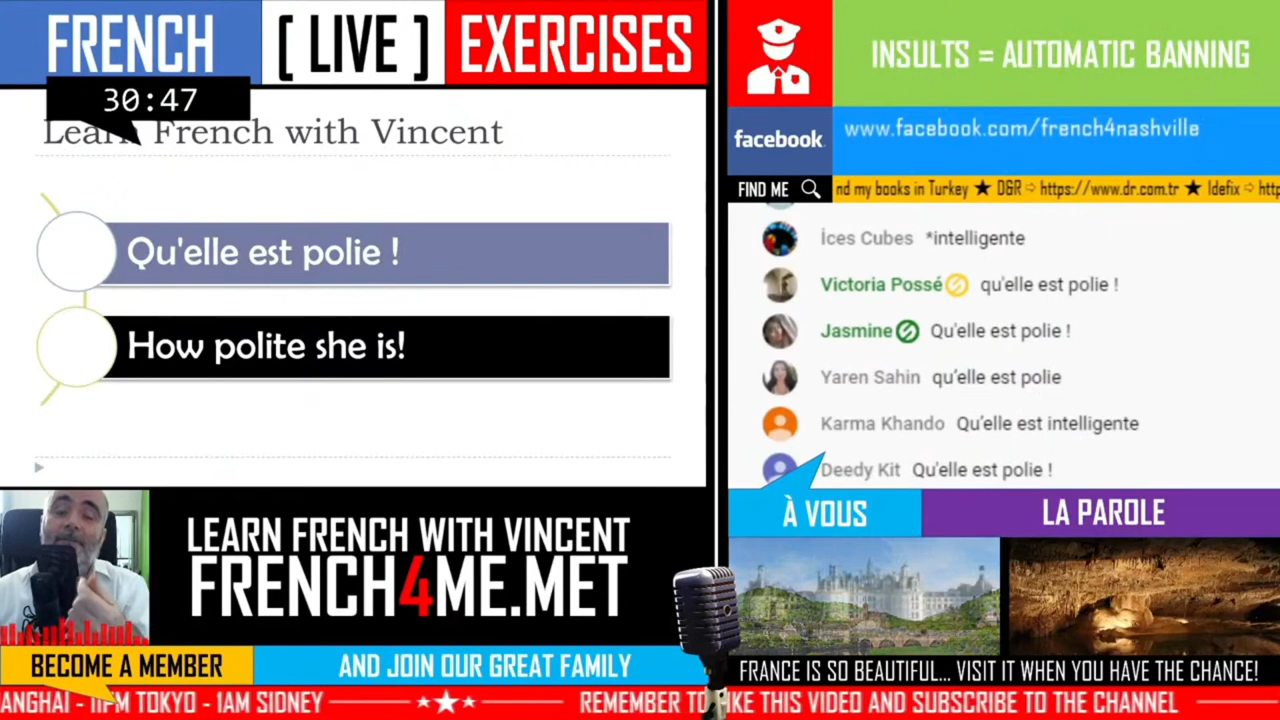 FRENCH [ LIVE ] EXERCISES
30:47
Learn French with Vincent
Qu'elle est polie !
How polite she is!
LEARN FRENCH WITH VINCENT
FRENCH4ME.MET
BECOME A MEMBER
AND JOIN OUR GREAT FAMILY
INSULTS = AUTOMATIC BANNING
facebook
www.facebook.com/french4nashville
FIND ME
nd my books in Turkey ★ D&R ⇨ https://www.dr.com.tr ★ Idefix ⇨ http
İces Cubes *intelligente
Victoria Possé qu'elle est polie !
Jasmine Qu'elle est polie !
Yaren Sahin qu'elle est polie
Karma Khando Qu'elle est intelligente
Deedy Kit Qu'elle est polie !
À VOUS
LA PAROLE
FRANCE IS SO BEAUTIFUL... VISIT IT WHEN YOU HAVE THE CHANCE!
ANGHAI - 11PM TOKYO - 1AM SIDNEY ★ REMEMBER TO LIKE THIS VIDEO AND SUBSCRIBE TO THE CHANNEL